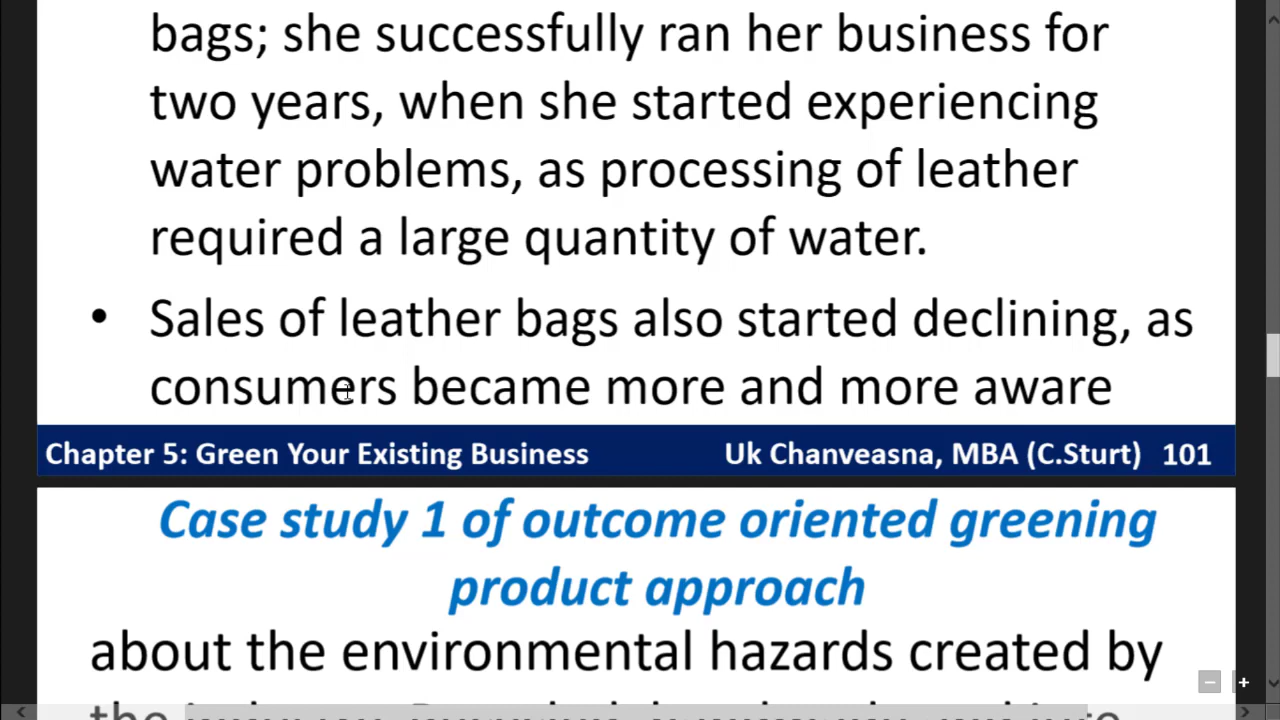 bags; she successfully ran her business for
two years, when she started experiencing
water problems, as processing of leather
required a large quantity of water.
• Sales of leather bags also started declining, as
consumers became more and more aware
Chapter 5: Green Your Existing Business Uk Chanveasna, MBA (C.Sturt) 101
Case study 1 of outcome oriented greening
product approach
about the environmental hazards created by
the